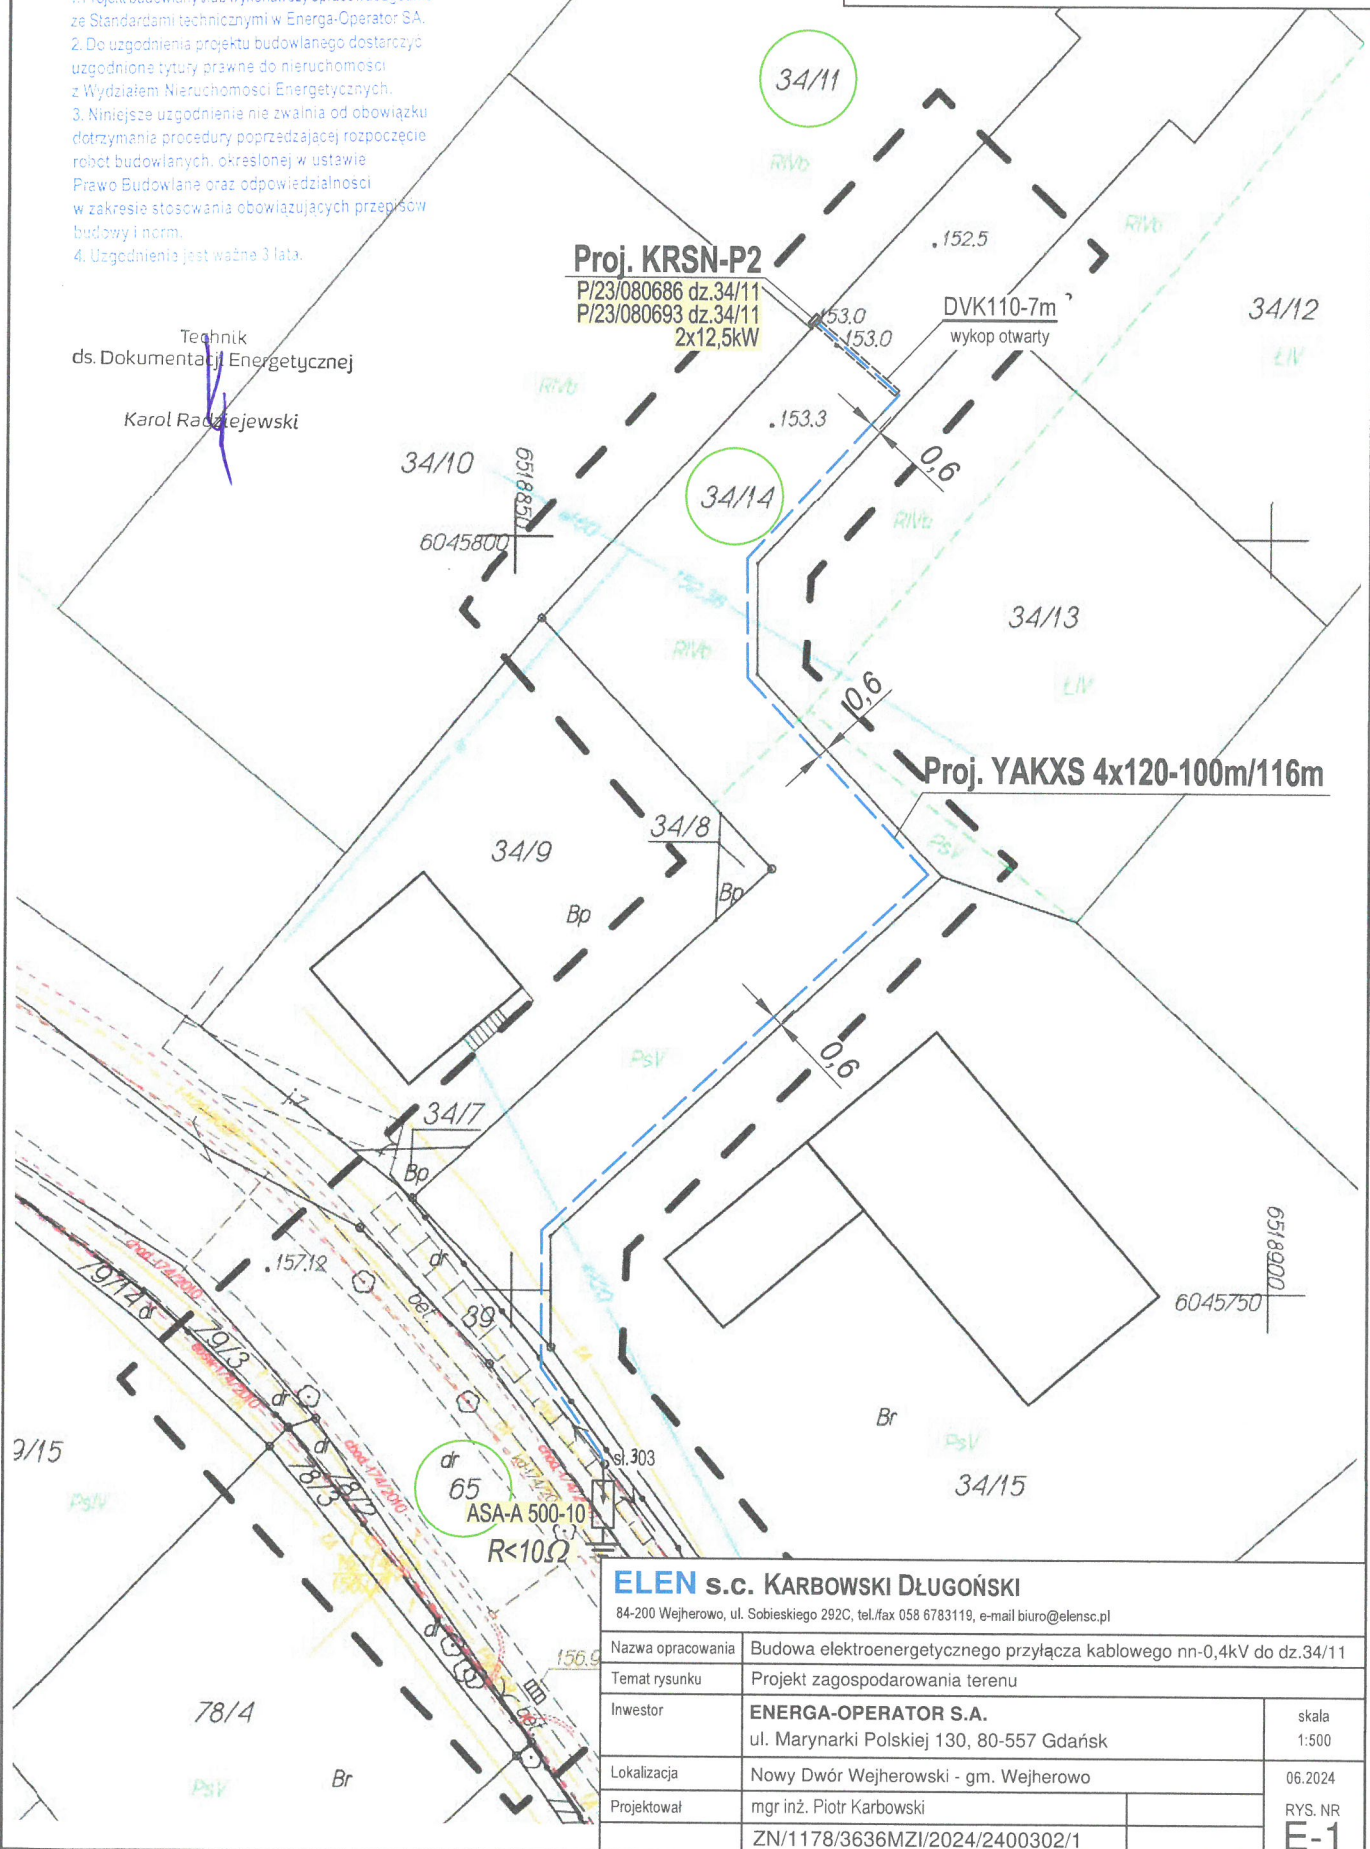 ze Standardami technicznymi w Energa-Operator SA.
2. Do uzgodnienia projektu budowlanego dostarczyć
uzgodnione tytuły prawne do nieruchomości
z Wydziałem Nieruchomości Energetycznych.
3. Niniejsze uzgodnienie nie zwalnia od obowiązku
dotrzymania procedury poprzedzającej rozpoczęcie
robót budowlanych, określonej w ustawie
Prawo Budowlane oraz odpowiedzialności
w zakresie stosowania obowiązujących przepisów
budowy i norm.
4. Uzgodnienie jest ważne 3 lata.
Technik
ds. Dokumentacji Energetycznej
Karol Radziejewski
34/11
RIVb
RIVb
.152.5
Proj. KRSN-P2
P/23/080686 dz.34/11
P/23/080693 dz.34/11
2x12,5kW
153.0
153.0
DVK110-7m
wykop otwarty
34/12
ŁIV
RIVb
.153.3
0,6
34/10
6518850
6045800
34/14
RIVb
RIVb
34/13
ŁIV
0,6
Proj. YAKXS 4x120-100m/116m
PsV
34/8
34/9
Bp
Bp
0,6
PsV
34/7
Bp
6518900
6045750
.157.12
dr
bet.
39
79/14
dr
79/3
dr
dr
78/3
78/2
9/15
PsIV
dr
65
sł.303
ASA-A 500-10
R<10Ω
Br
PsV
34/15
dr
156.9
78/4
PsV
Br
ELEN s.c. KARBOWSKI DŁUGOŃSKI
84-200 Wejherowo, ul. Sobieskiego 292C, tel./fax 058 6783119, e-mail biuro@elensc.pl
Nazwa opracowania Budowa elektroenergetycznego przyłącza kablowego nn-0,4kV do dz.34/11
Temat rysunku Projekt zagospodarowania terenu
Inwestor ENERGA-OPERATOR S.A.
ul. Marynarki Polskiej 130, 80-557 Gdańsk
skala
1:500
Lokalizacja Nowy Dwór Wejherowski - gm. Wejherowo
06.2024
Projektował mgr inż. Piotr Karbowski
RYS. NR
E-1
ZN/1178/3636MZI/2024/2400302/1